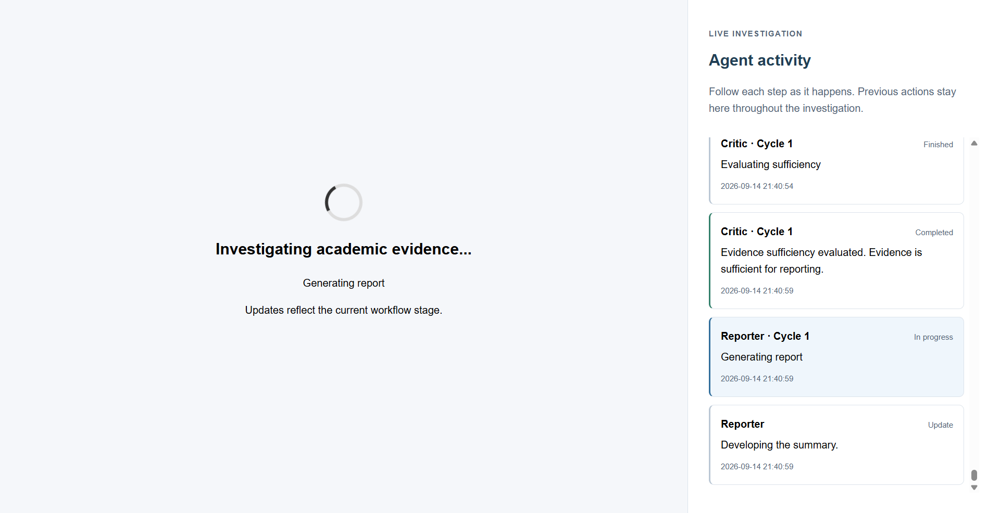 Investigating academic evidence...
Generating report
Updates reflect the current workflow stage.
LIVE INVESTIGATION
Agent activity
Follow each step as it happens. Previous actions stay
here throughout the investigation.
Critic · Cycle 1
Finished
Evaluating sufficiency
2026-09-14 21:40:54
Critic · Cycle 1
Completed
Evidence sufficiency evaluated. Evidence is
sufficient for reporting.
2026-09-14 21:40:59
Reporter · Cycle 1
In progress
Generating report
2026-09-14 21:40:59
Reporter
Update
Developing the summary.
2026-09-14 21:40:59